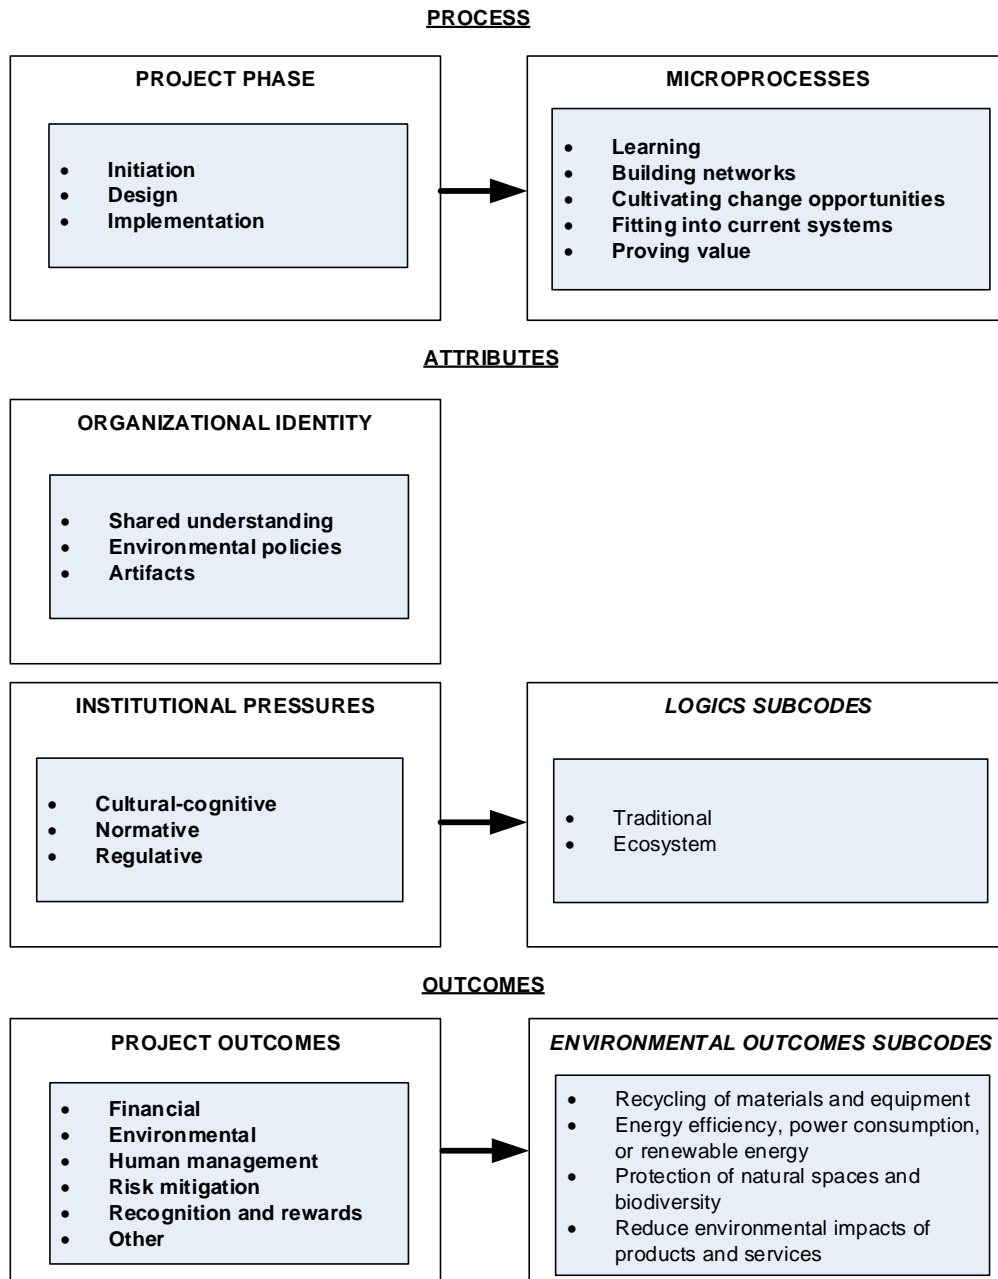 PROCESS
PROJECT PHASE
• Initiation
• Design
• Implementation
MICROPROCESSES
• Learning
• Building networks
• Cultivating change opportunities
• Fitting into current systems
• Proving value
ATTRIBUTES
ORGANIZATIONAL IDENTITY
• Shared understanding
• Environmental policies
• Artifacts
INSTITUTIONAL PRESSURES
• Cultural-cognitive
• Normative
• Regulative
LOGICS SUBCODES
• Traditional
• Ecosystem
OUTCOMES
PROJECT OUTCOMES
• Financial
• Environmental
• Human management
• Risk mitigation
• Recognition and rewards
• Other
ENVIRONMENTAL OUTCOMES SUBCODES
• Recycling of materials and equipment
• Energy efficiency, power consumption,
or renewable energy
• Protection of natural spaces and
biodiversity
• Reduce environmental impacts of
products and services